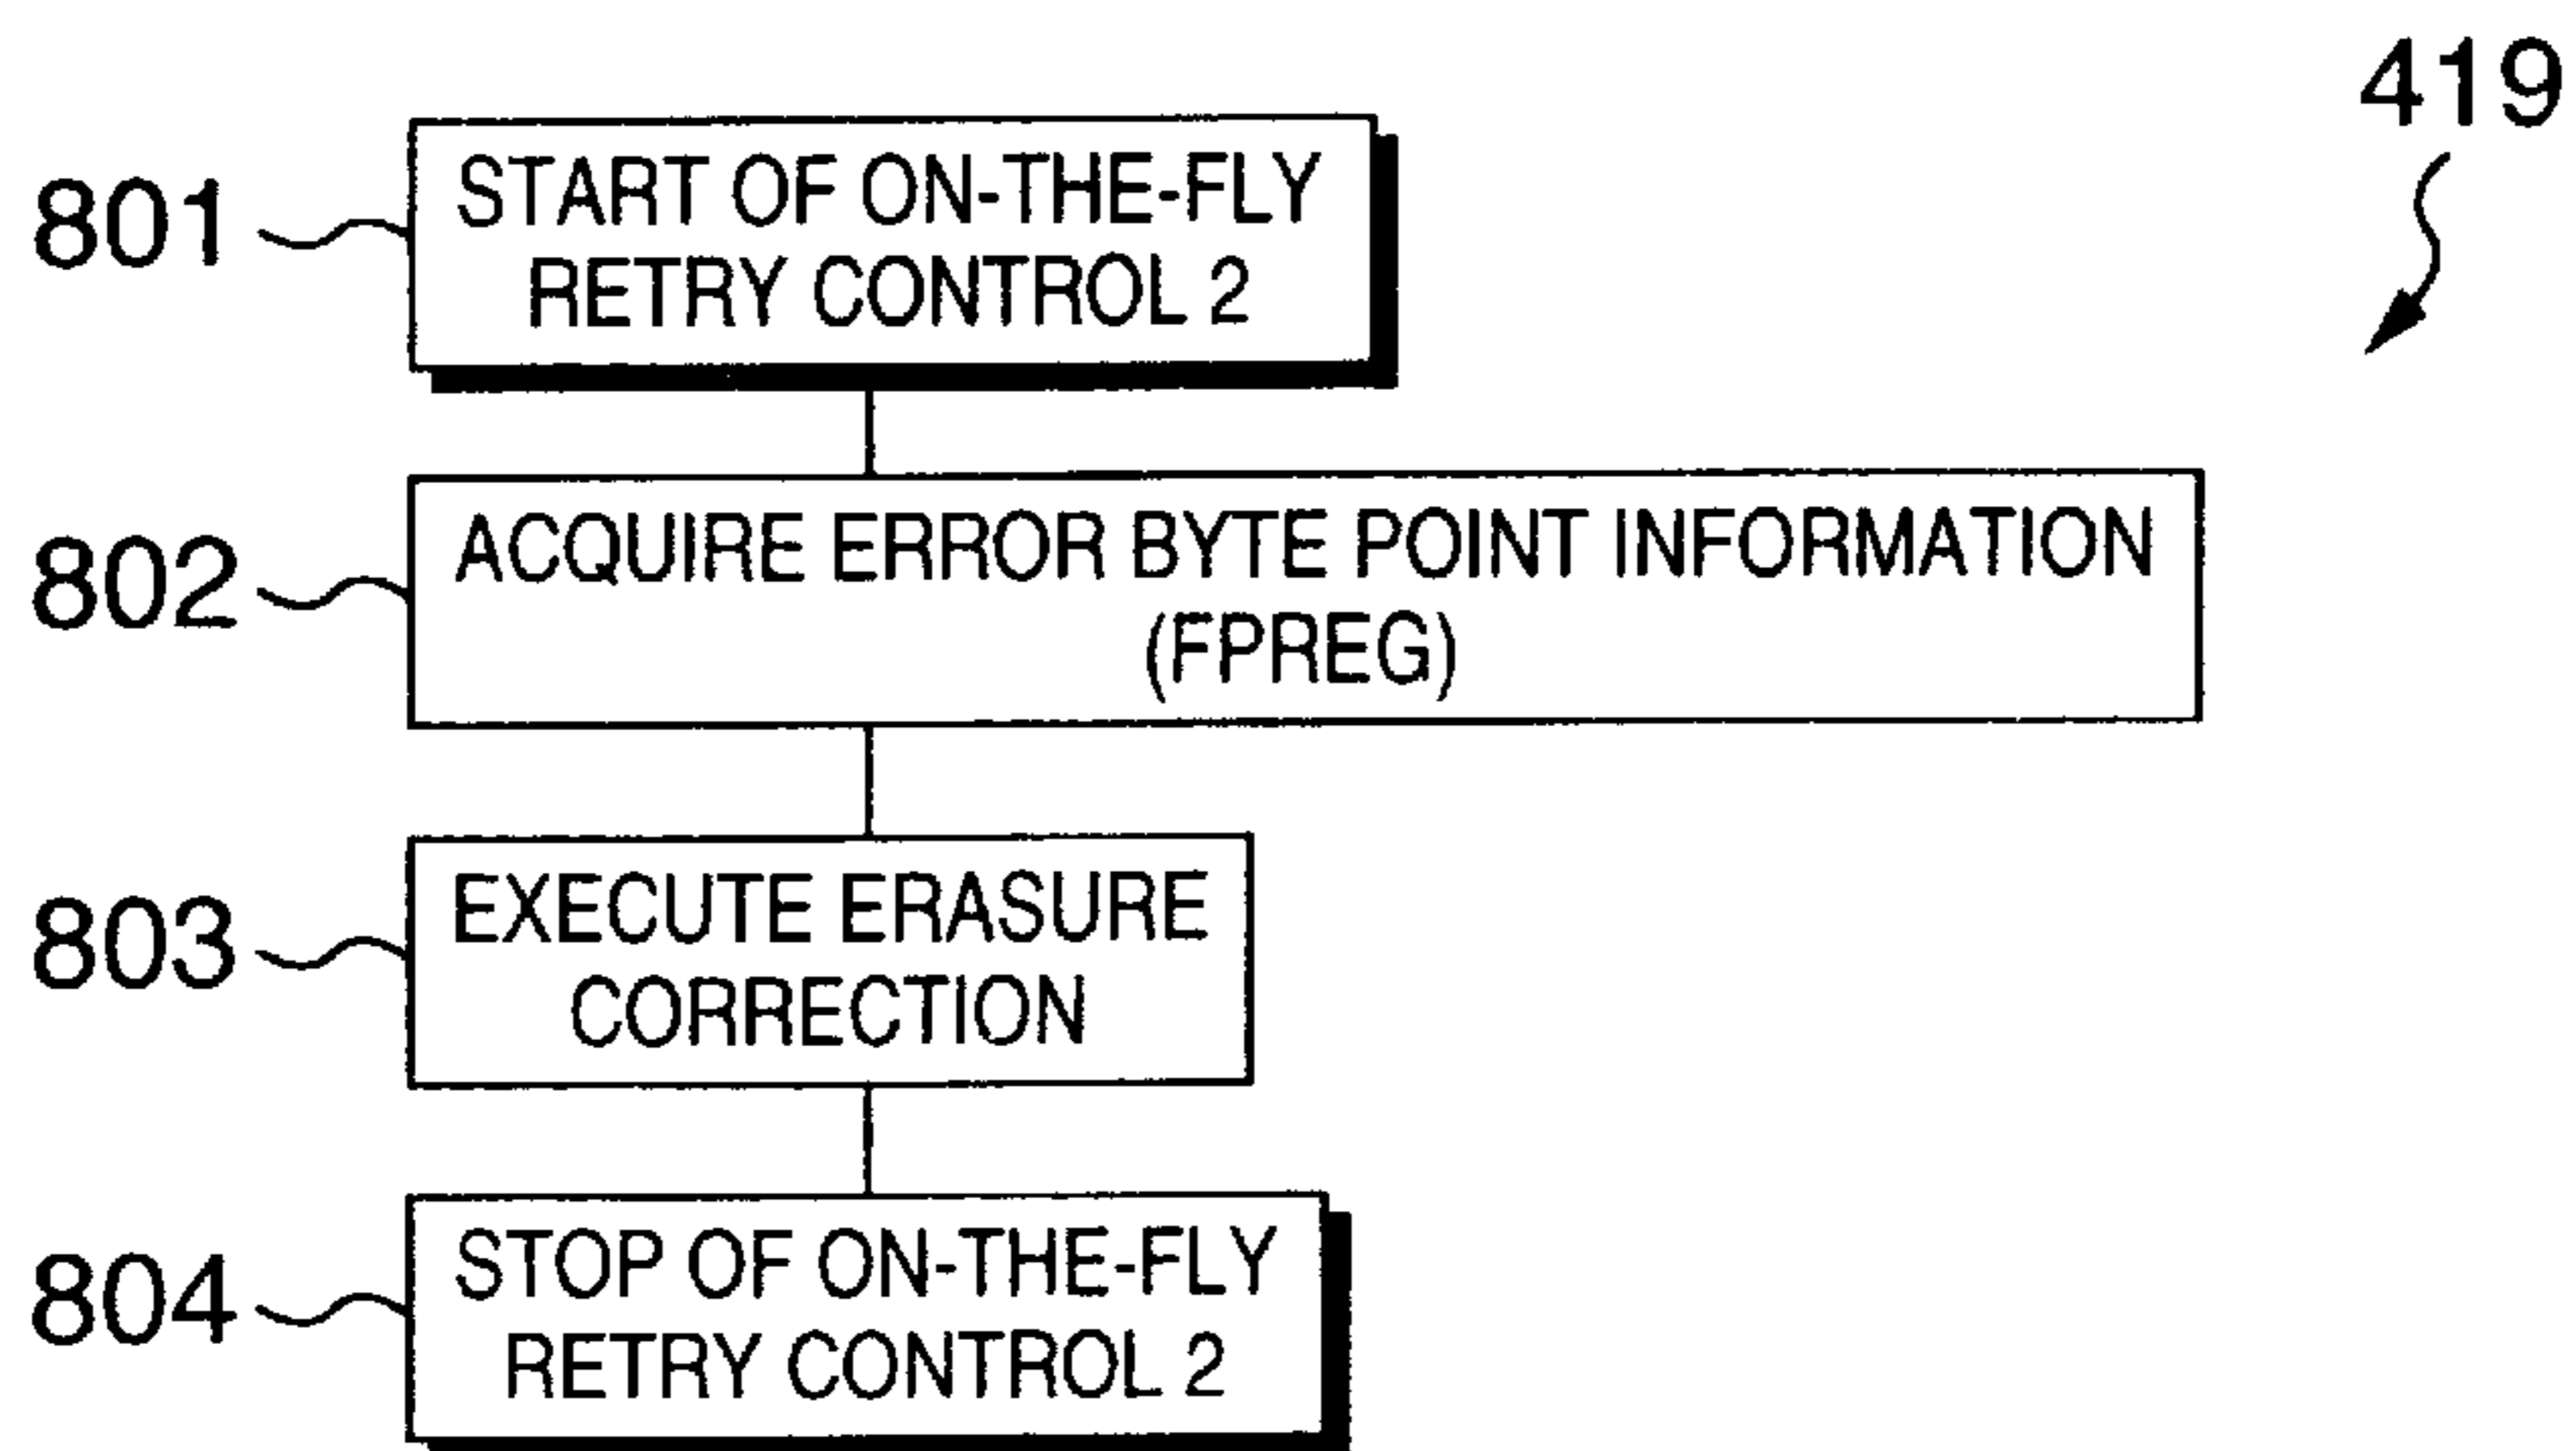 419
801
START OF ON-THE-FLY
RETRY CONTROL 2
802
ACQUIRE ERROR BYTE POINT INFORMATION
(FPREG)
803
EXECUTE ERASURE
CORRECTION
804
STOP OF ON-THE-FLY
RETRY CONTROL 2